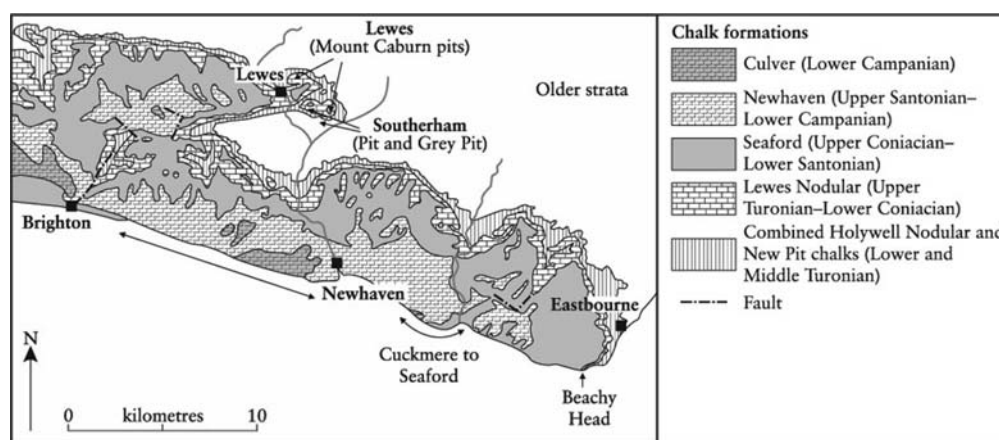 Lewes
(Mount Caburn pits)
Lewes
Older strata
Southerham
(Pit and Grey Pit)
Brighton
Newhaven
Eastbourne
Cuckmere to
Seaford
Beachy
Head
N
0 kilometres 10
Chalk formations
Culver (Lower Campanian)
Newhaven (Upper Santonian–
Lower Campanian)
Seaford (Upper Coniacian–
Lower Santonian)
Lewes Nodular (Upper
Turonian–Lower Coniacian)
Combined Holywell Nodular and
New Pit chalks (Lower and
Middle Turonian)
Fault